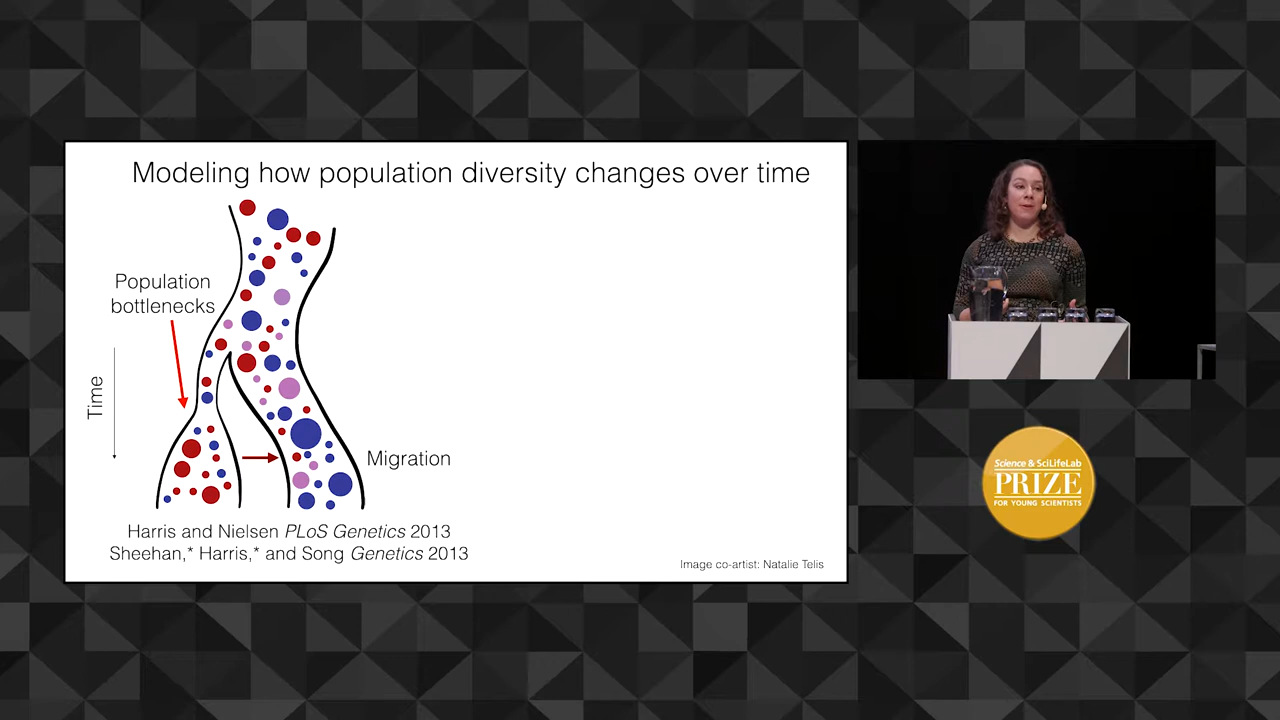 Modeling how population diversity changes over time
Population
bottlenecks
Time
Migration
Harris and Nielsen PLoS Genetics 2013
Sheehan,* Harris,* and Song Genetics 2013
Image co-artist: Natalie Telis
Science & SciLifeLab
PRIZE
FOR YOUNG SCIENTISTS